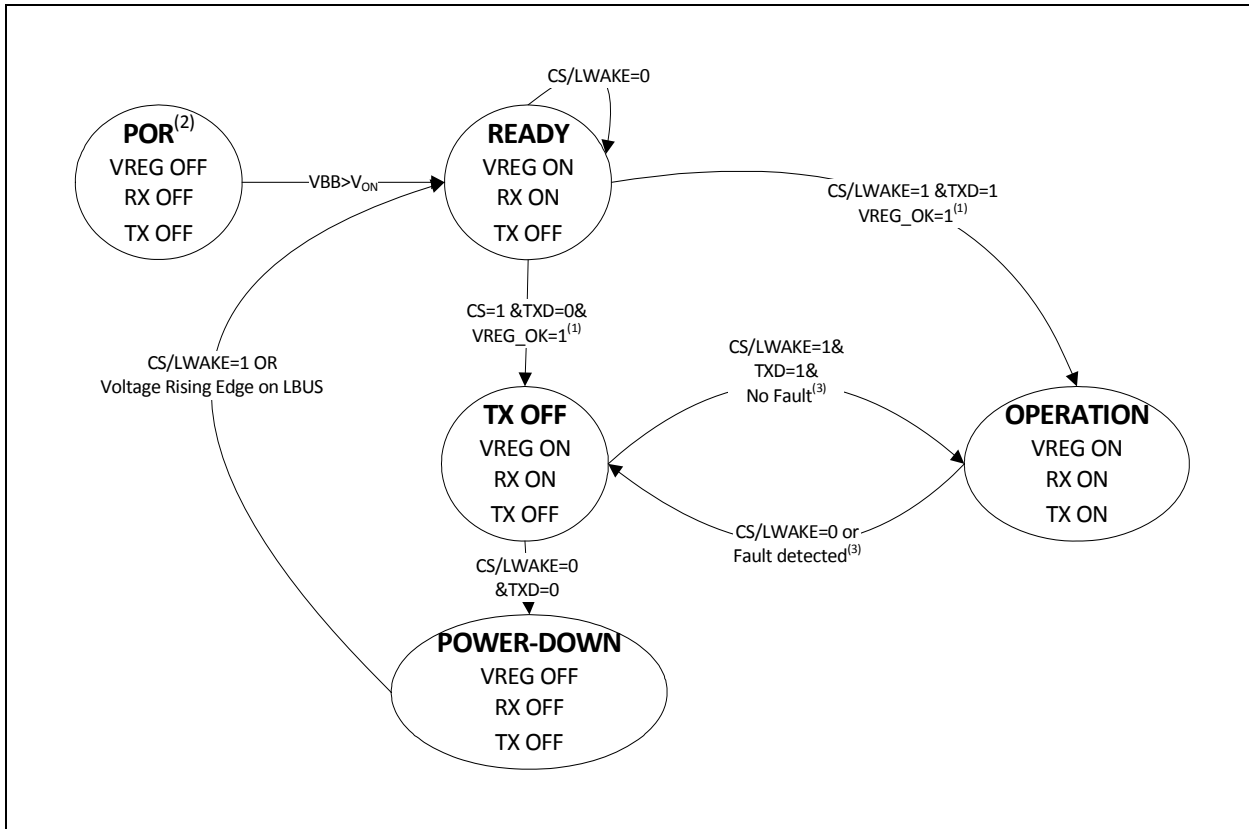 CS/LWAKE=0
POR(2)
VREG OFF
RX OFF
TX OFF
VBB>VON
READY
VREG ON
RX ON
TX OFF
CS/LWAKE=1 &TXD=1
VREG_OK=1(1)
CS=1 &TXD=0&
VREG_OK=1(1)
CS/LWAKE=1 OR
Voltage Rising Edge on LBUS
CS/LWAKE=1&
TXD=1&
No Fault(3)
TX OFF
VREG ON
RX ON
TX OFF
OPERATION
VREG ON
RX ON
TX ON
CS/LWAKE=0 or
Fault detected(3)
CS/LWAKE=0
&TXD=0
POWER-DOWN
VREG OFF
RX OFF
TX OFF